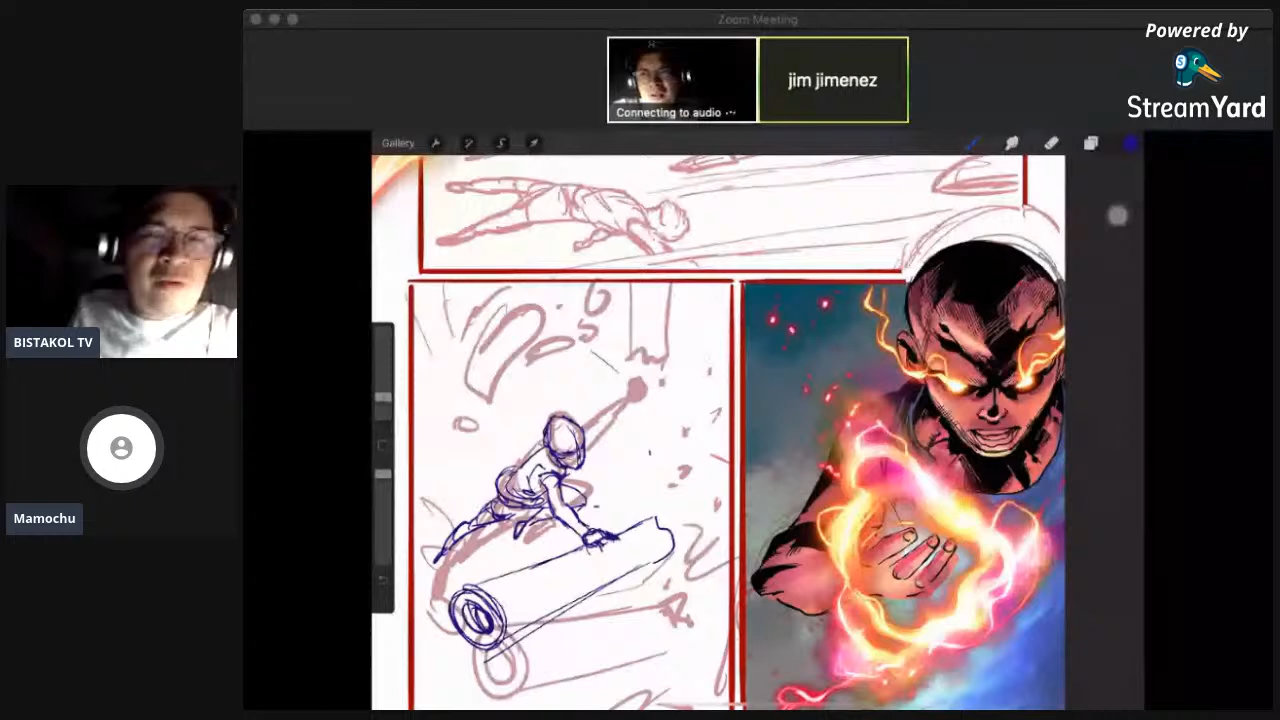 Zoom Meeting
Powered by
StreamYard
jim jimenez
Connecting to audio ···
Gallery
BISTAKOL TV
Mamochu